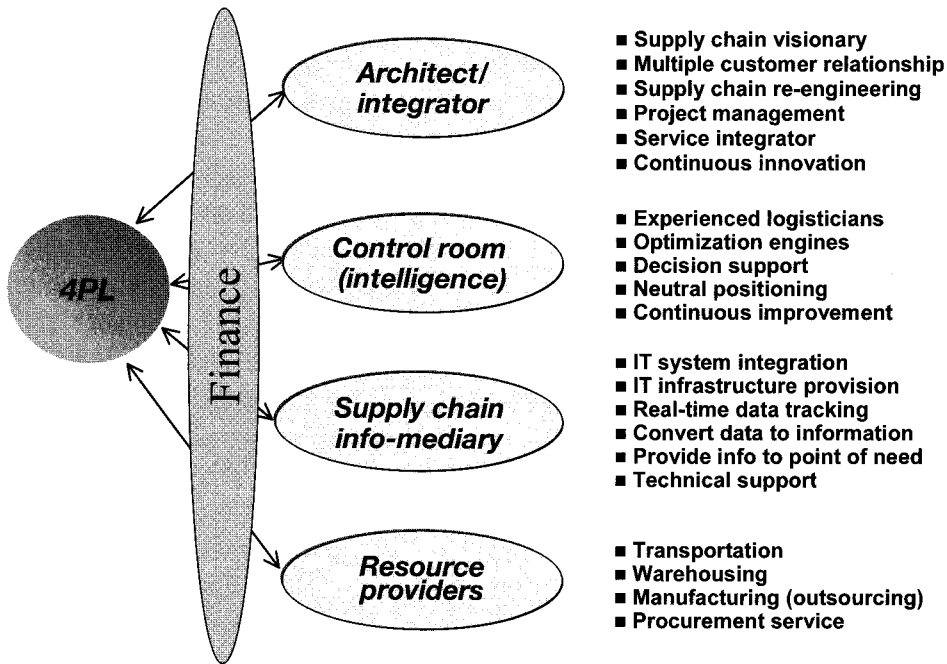 4PL
Finance
Architect/
integrator
■ Supply chain visionary
■ Multiple customer relationship
■ Supply chain re-engineering
■ Project management
■ Service integrator
■ Continuous innovation
Control room
(intelligence)
■ Experienced logisticians
■ Optimization engines
■ Decision support
■ Neutral positioning
■ Continuous improvement
Supply chain
info-mediary
■ IT system integration
■ IT infrastructure provision
■ Real-time data tracking
■ Convert data to information
■ Provide info to point of need
■ Technical support
Resource
providers
■ Transportation
■ Warehousing
■ Manufacturing (outsourcing)
■ Procurement service